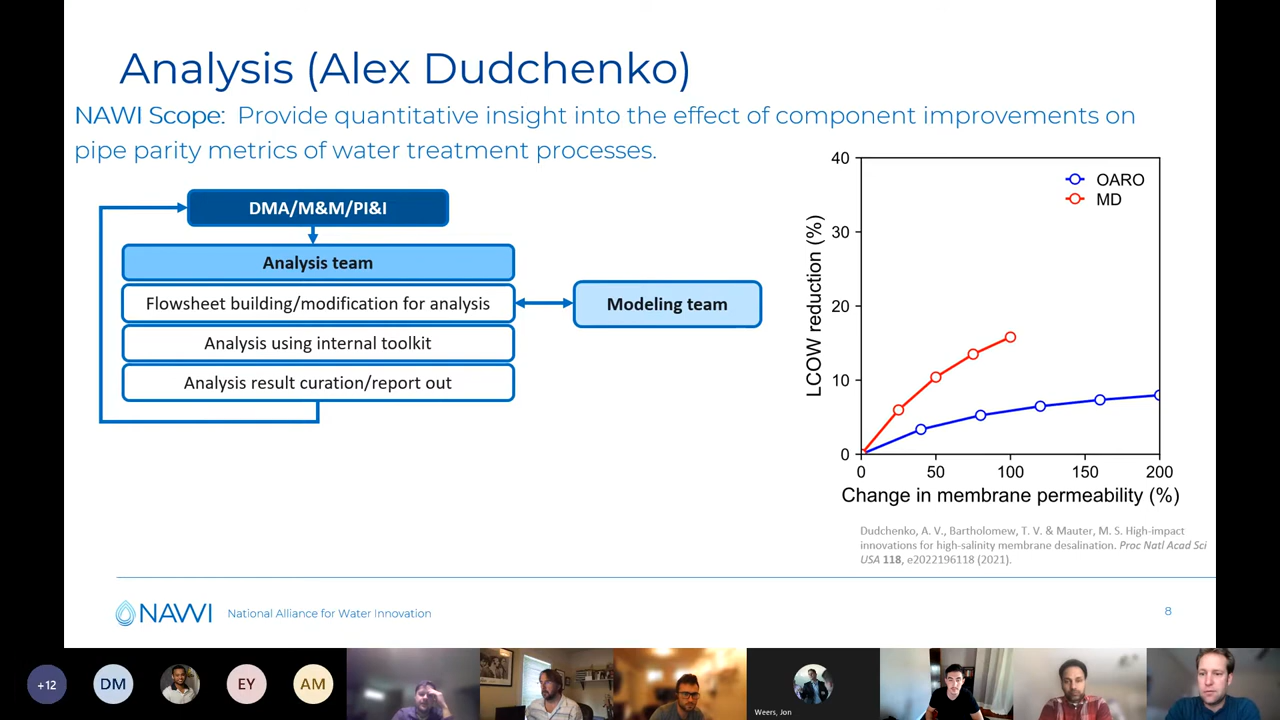 Analysis (Alex Dudchenko)
NAWI Scope: Provide quantitative insight into the effect of component improvements on
pipe parity metrics of water treatment processes.
DMA/M&M/PI&I
Analysis team
Flowsheet building/modification for analysis
Analysis using internal toolkit
Analysis result curation/report out
Modeling team
40
30
20
10
0
LCOW reduction (%)
OARO
MD
0 50 100 150 200
Change in membrane permeability (%)
Dudchenko, A. V., Bartholomew, T. V. & Mauter, M. S. High-impact
innovations for high-salinity membrane desalination. Proc Natl Acad Sci
USA 118, e2022196118 (2021).
NAWI National Alliance for Water Innovation
8
+12
DM
EY
AM
Weers, Jon